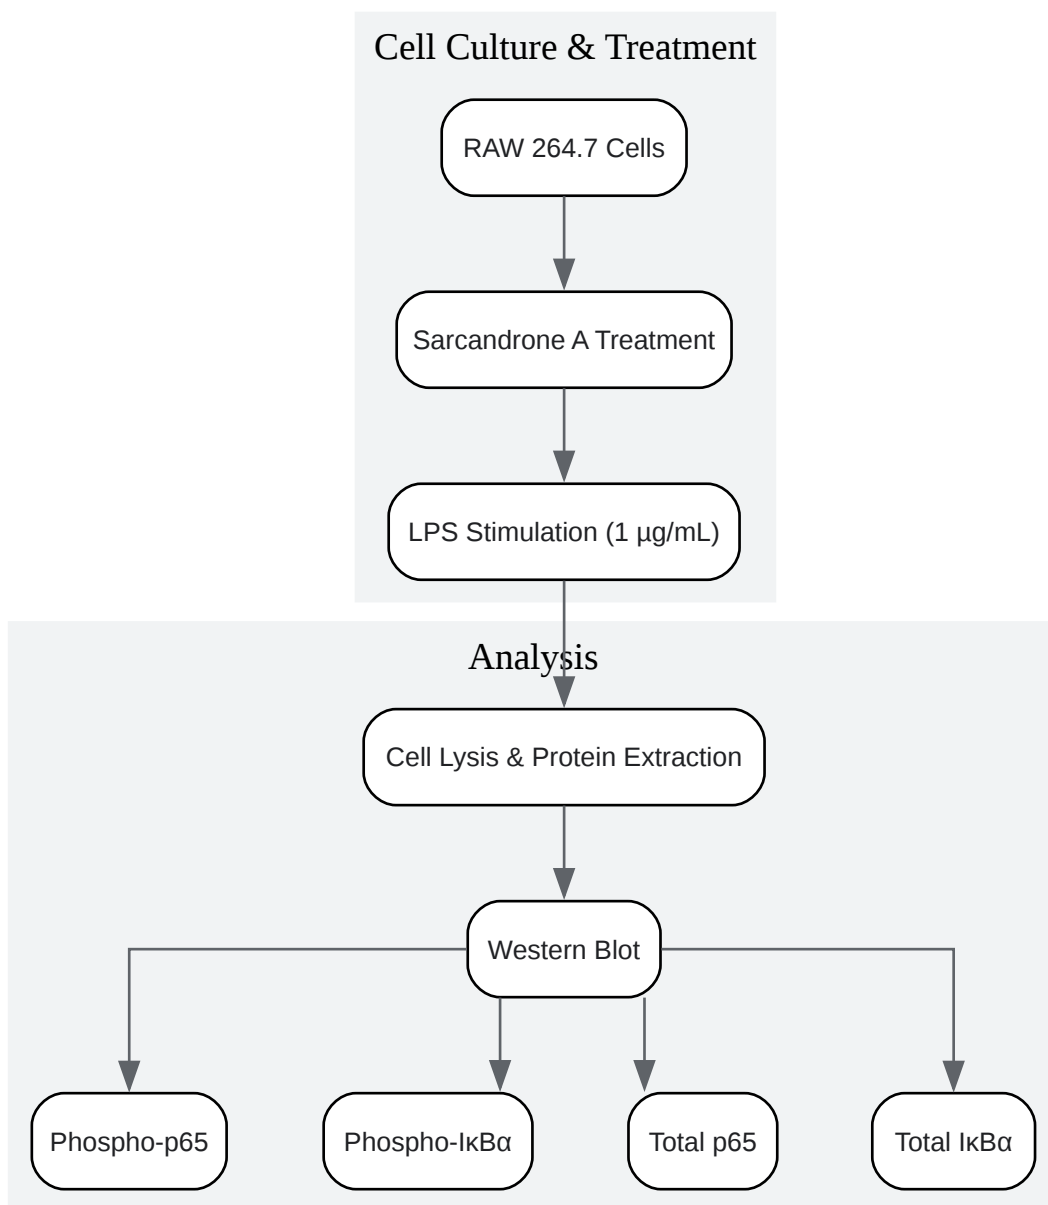 Cell Culture & Treatment
RAW 264.7 Cells
Sarcandrone A Treatment
LPS Stimulation (1 µg/mL)
Analysis
Cell Lysis & Protein Extraction
Western Blot
Phospho-p65
Phospho-IκBα
Total p65
Total IκBα